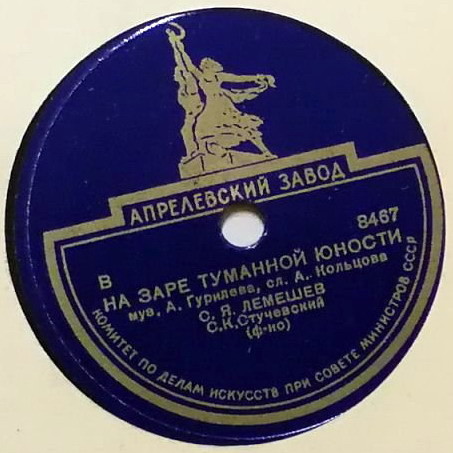 АПРЕЛЕВСКИЙ ЗАВОД
В
8467
НА ЗАРЕ ТУМАННОЙ ЮНОСТИ
муз. А. Гурилева, сл. А. Кольцова
С. Я. ЛЕМЕШЕВ
С.К.Стучевский
(ф-но)
КОМИТЕТ ПО ДЕЛАМ ИСКУССТВ ПРИ СОВЕТЕ МИНИСТРОВ СССР